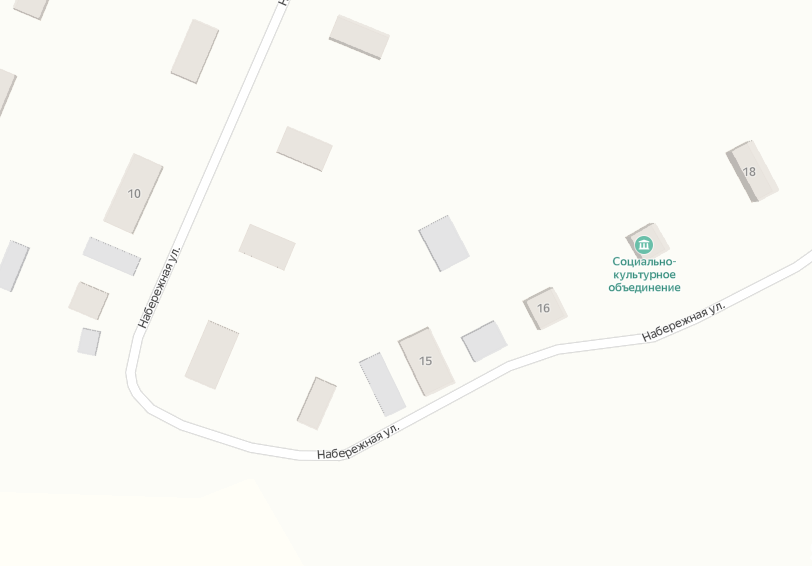 Н
18
10
Социально-
культурное
объединение
Набережная ул.
16
Набережная ул.
15
Набережная ул.